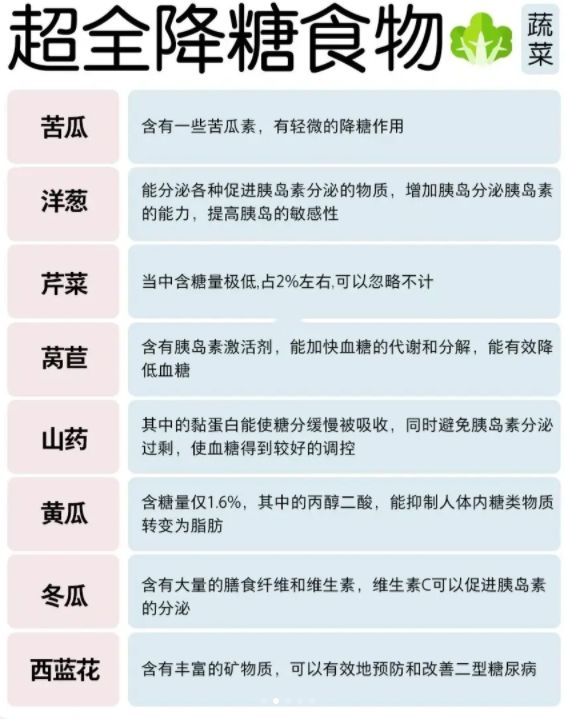 超全降糖食物
蔬菜
苦瓜
含有一些苦瓜素，有轻微的降糖作用
洋葱
能分泌各种促进胰岛素分泌的物质，增加胰岛分泌胰岛素
的能力，提高胰岛的敏感性
芹菜
当中含糖量极低,占2%左右,可以忽略不计
莴苣
含有胰岛素激活剂，能加快血糖的代谢和分解，能有效降
低血糖
山药
其中的黏蛋白能使糖分缓慢被吸收，同时避免胰岛素分泌
过剩，使血糖得到较好的调控
黄瓜
含糖量仅1.6%，其中的丙醇二酸，能抑制人体内糖类物质
转变为脂肪
冬瓜
含有大量的膳食纤维和维生素，维生素C可以促进胰岛素
的分泌
西蓝花
含有丰富的矿物质，可以有效地预防和改善二型糖尿病